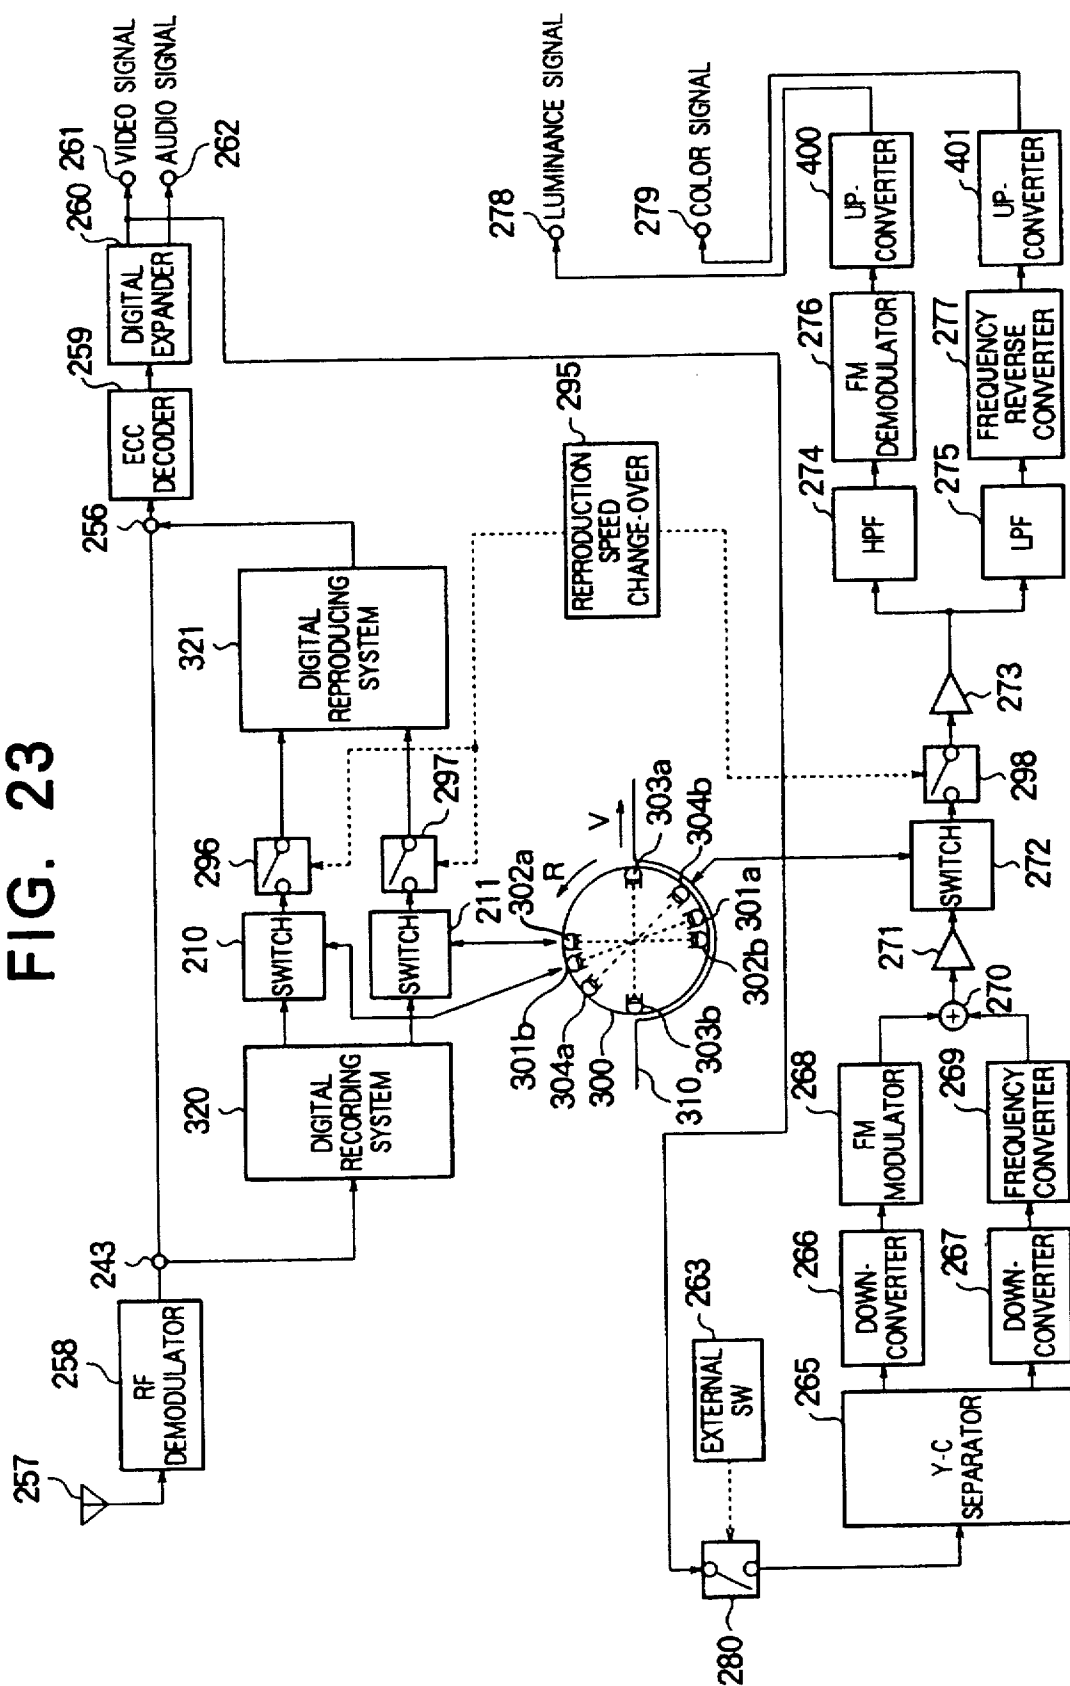 FIG. 23
257
258
RF
DEMODULATOR
243
320
DIGITAL
RECORDING
SYSTEM
210
SWITCH
296
SWITCH
211
297
321
DIGITAL
REPRODUCING
SYSTEM
256
259
ECC
DECODER
260
DIGITAL
EXPANDER
261
VIDEO SIGNAL
AUDIO SIGNAL
262
302a
301b
304a
300
310
303b
302b
301a
304b
303a
R
V
295
REPRODUCTION
SPEED
CHANGE-OVER
278
LUMINANCE SIGNAL
279
COLOR SIGNAL
263
EXTERNAL
SW
280
265
Y-C
SEPARATOR
266
DOWN-
CONVERTER
267
DOWN-
CONVERTER
268
FM
MODULATOR
269
FREQUENCY
CONVERTER
+
270
271
SWITCH
272
298
273
274
HPF
275
LPF
276
FM
DEMODULATOR
277
FREQUENCY
REVERSE
CONVERTER
400
UP-
CONVERTER
401
UP-
CONVERTER